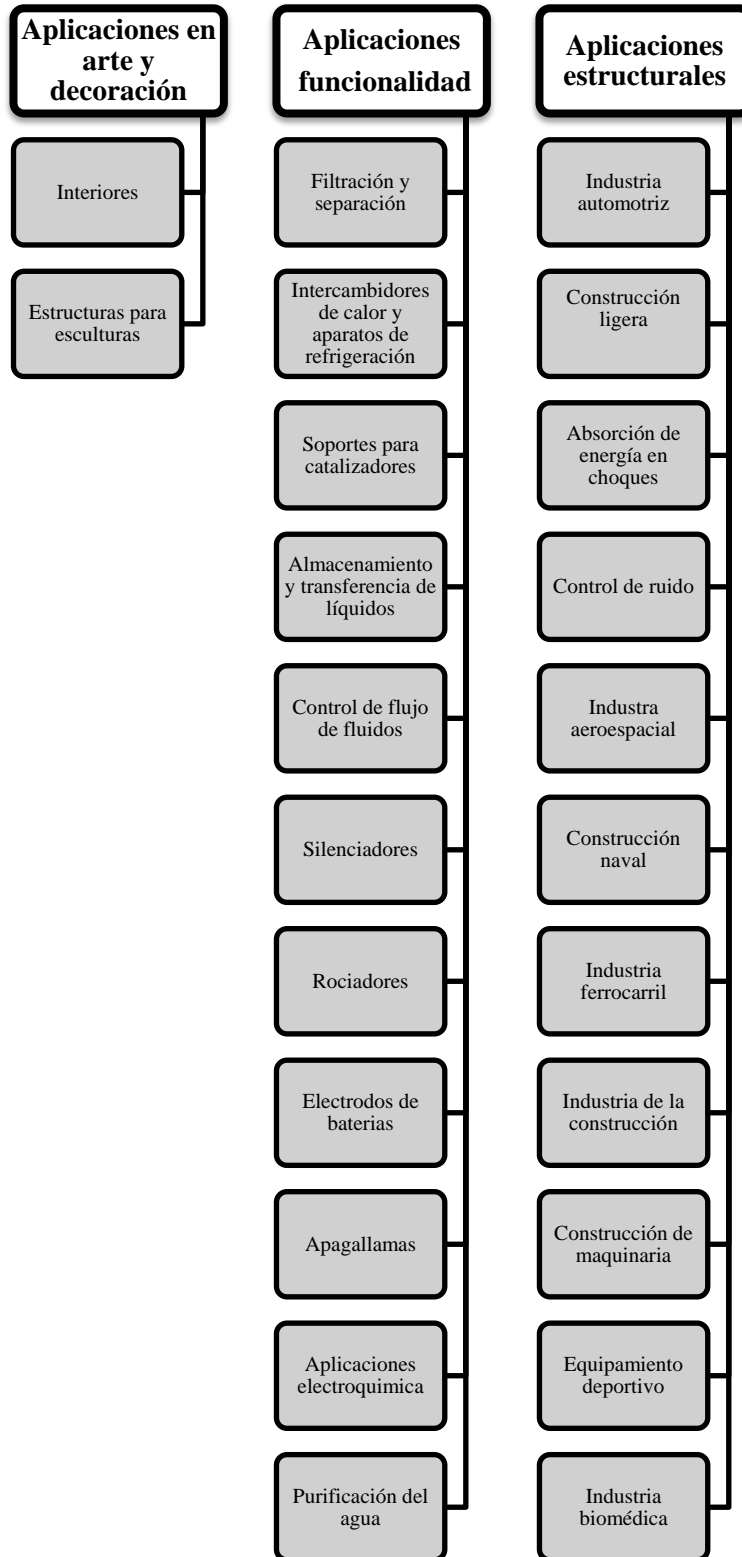 Aplicaciones en
arte y
decoración
Interiores
Estructuras para
esculturas
Aplicaciones
funcionalidad
Filtración y
separación
Intercambidores
de calor y
aparatos de
refrigeración
Soportes para
catalizadores
Almacenamiento
y transferencia de
líquidos
Control de flujo
de fluidos
Silenciadores
Rociadores
Electrodos de
baterias
Apagallamas
Aplicaciones
electroquimica
Purificación del
agua
Aplicaciones
estructurales
Industria
automotriz
Construcción
ligera
Absorción de
energía en
choques
Control de ruido
Industra
aeroespacial
Construcción
naval
Industria
ferrocarril
Industria de la
construcción
Construcción de
maquinaria
Equipamiento
deportivo
Industria
biomédica